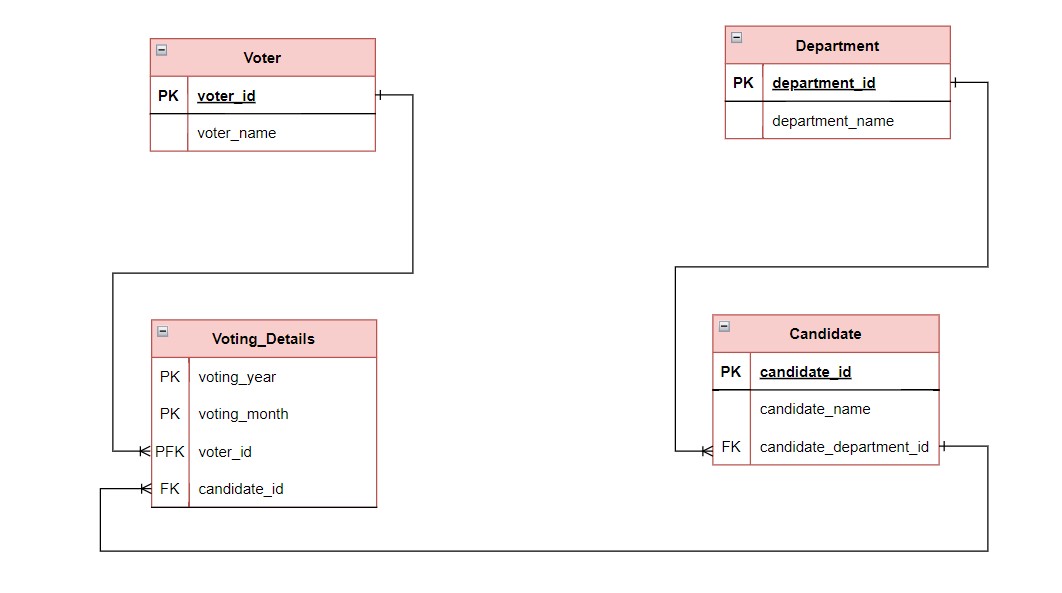 Voter
PK voter_id
voter_name
Department
PK department_id
department_name
Voting_Details
PK voting_year
PK voting_month
PFK voter_id
FK candidate_id
Candidate
PK candidate_id
candidate_name
FK candidate_department_id